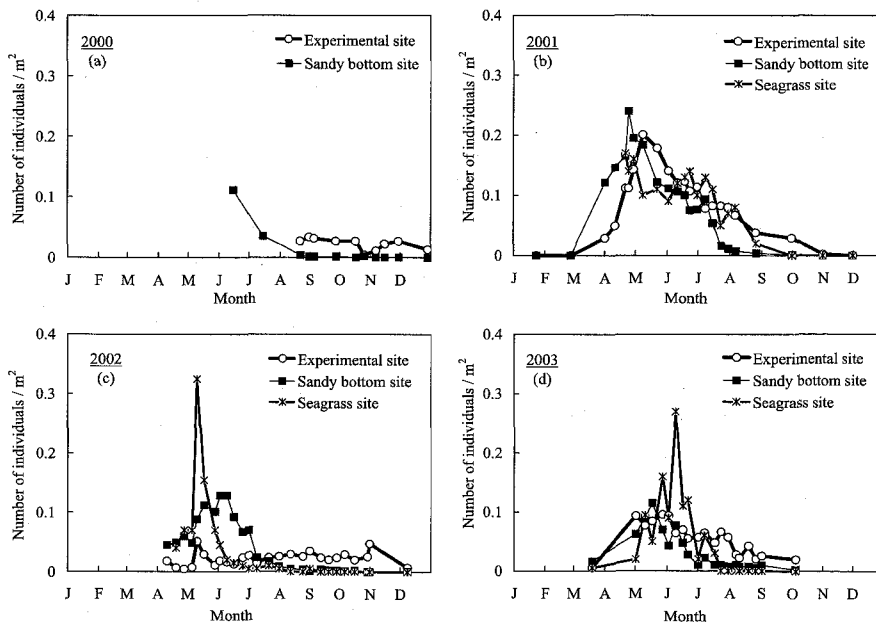 2000
(a)
Experimental site
Sandy bottom site
Number of individuals / m²
0.4
0.3
0.2
0.1
0
J F M A M J J A S O N D
Month
2001
(b)
Experimental site
Sandy bottom site
Seagrass site
Number of individuals / m²
0.4
0.3
0.2
0.1
0
J F M A M J J A S O N D
Month
2002
(c)
Experimental site
Sandy bottom site
Seagrass site
Number of individuals / m²
0.4
0.3
0.2
0.1
0
J F M A M J J A S O N D
Month
2003
(d)
Experimental site
Sandy bottom site
Seagrass site
Number of individuals / m²
0.4
0.3
0.2
0.1
0
J F M A M J J A S O N D
Month